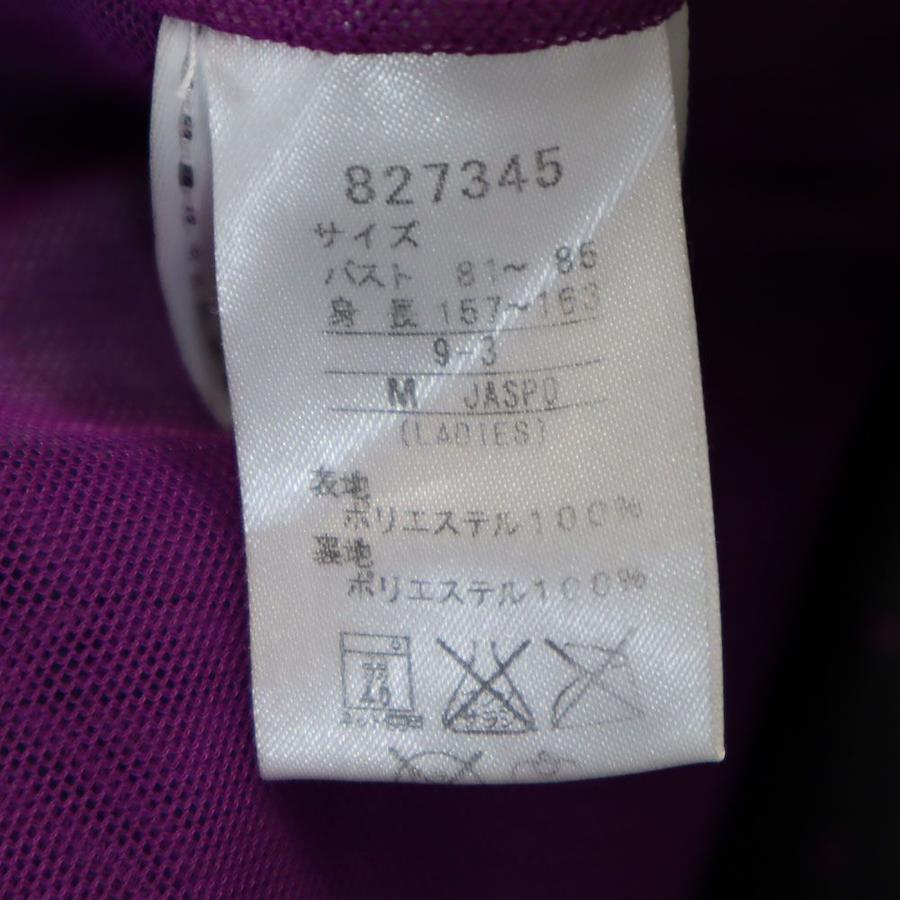 827345
サイズ
バスト 81〜 86
身 長 157〜163
9-3
M JASPO
(LADIES)
表地
ポリエステル100%
裏地
ポリエステル100%